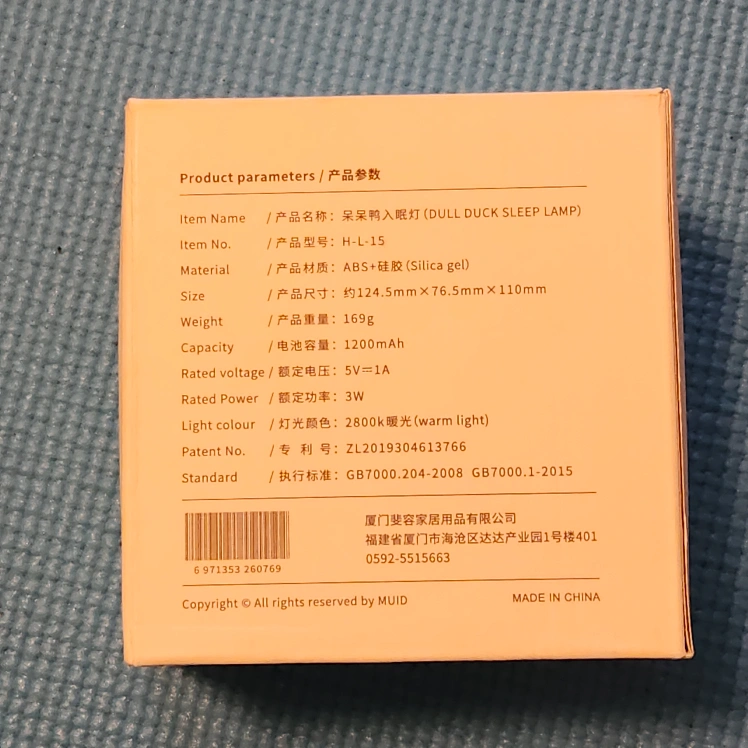 Product parameters / 产品参数
Item Name / 产品名称：呆呆鸭入眠灯(DULL DUCK SLEEP LAMP)
Item No. / 产品型号：H-L-15
Material / 产品材质：ABS+硅胶(Silica gel)
Size / 产品尺寸：约124.5mm×76.5mm×110mm
Weight / 产品重量：169g
Capacity / 电池容量：1200mAh
Rated voltage / 额定电压：5V⎓1A
Rated Power / 额定功率：3W
Light colour / 灯光颜色：2800k暖光(warm light)
Patent No. / 专 利 号：ZL2019304613766
Standard / 执行标准：GB7000.204-2008 GB7000.1-2015
6 971353 260769
厦门斐容家居用品有限公司
福建省厦门市海沧区达达产业园1号楼401
0592-5515663
Copyright © All rights reserved by MUID MADE IN CHINA